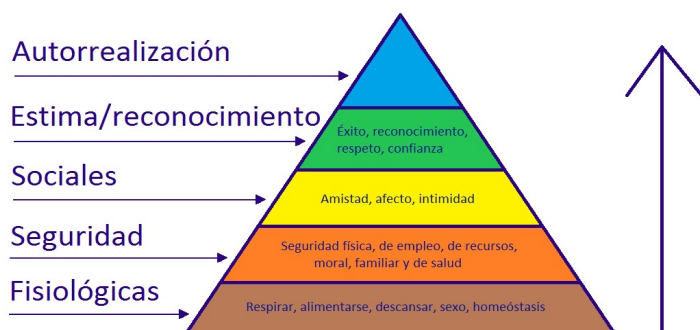 Autorrealización
Estima/reconocimiento
Éxito, reconocimiento,
respeto, confianza
Sociales
Amistad, afecto, intimidad
Seguridad
Seguridad física, de empleo, de recursos,
moral, familiar y de salud
Fisiológicas
Respirar, alimentarse, descansar, sexo, homeóstasis